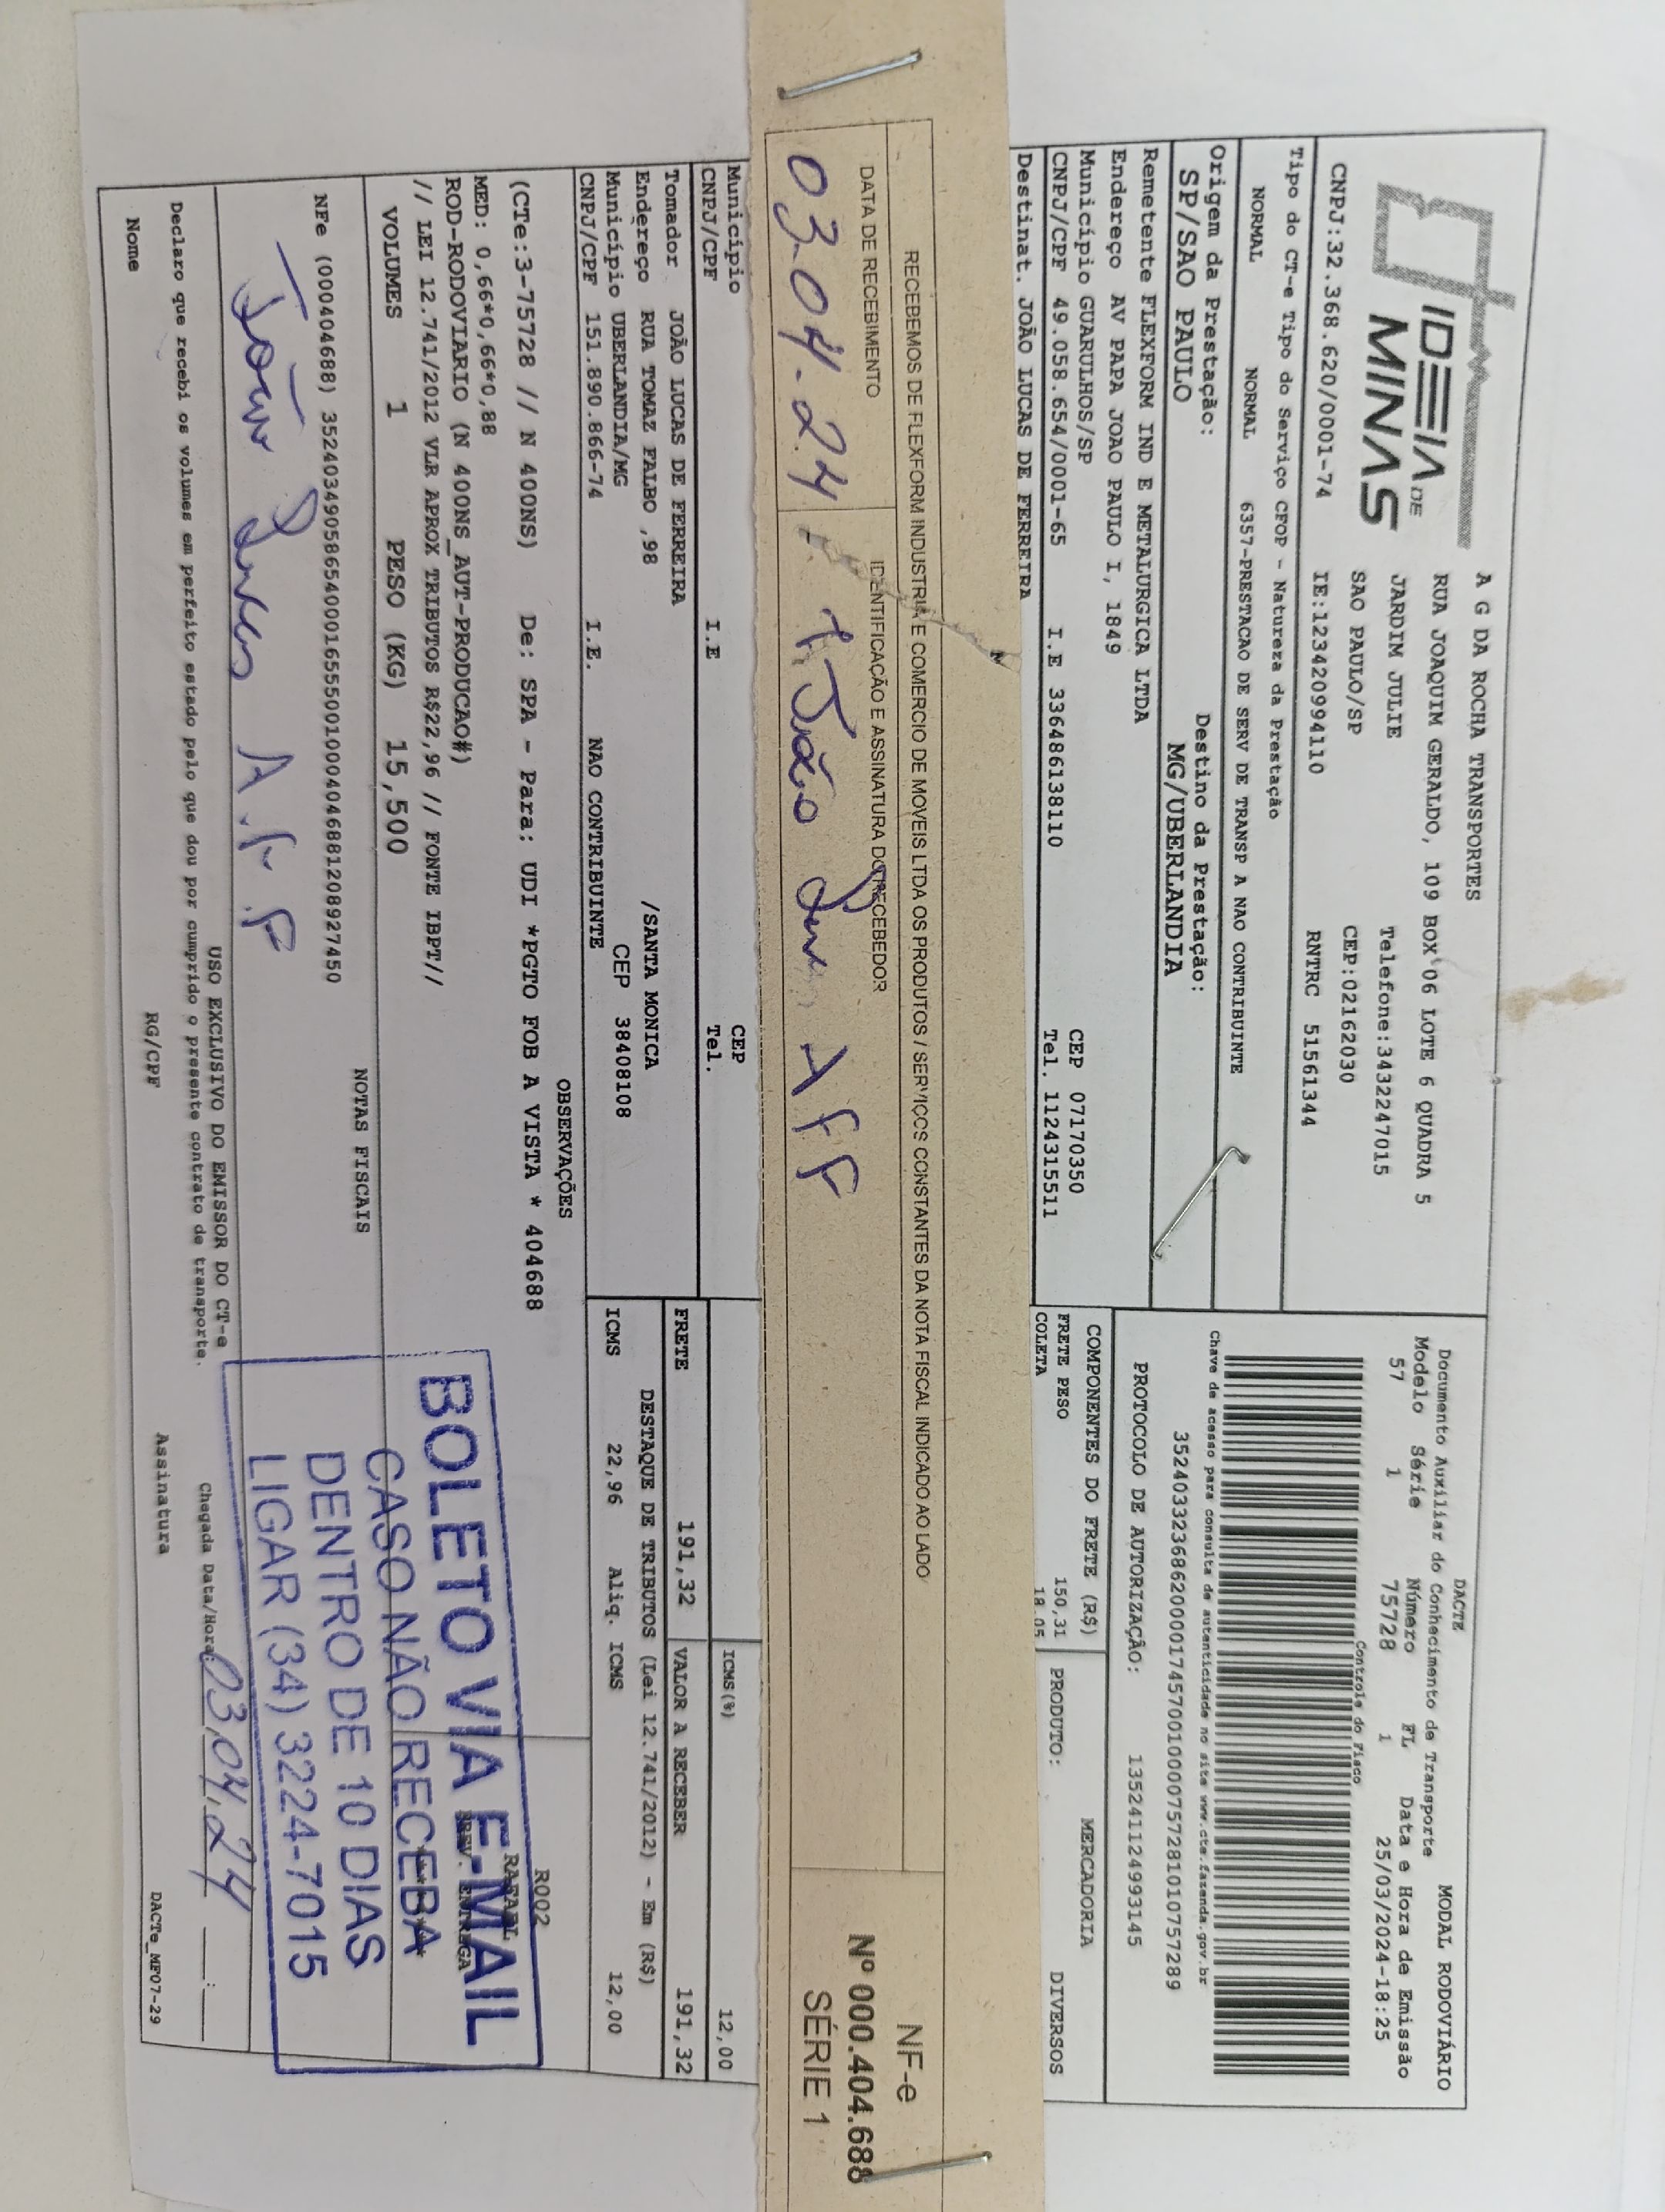 IDEIA DE
MINAS
A G DA ROCHA TRANSPORTES
RUA JOAQUIM GERALDO, 109 BOX 06 LOTE 6 QUADRA 5
JARDIM JULIE Telefone:3432247015
SAO PAULO/SP CEP:02162030
CNPJ:32.368.620/0001-74 IE:123420994110 RNTRC 51561344
Tipo do CT-e Tipo do Serviço CFOP - Natureza da Prestação
NORMAL NORMAL 6357-PRESTACAO DE SERV DE TRANSP A NAO CONTRIBUINTE
Origem da Prestação: Destino da Prestação:
SP/SAO PAULO MG/UBERLANDIA
Remetente FLEXFORM IND E METALURGICA LTDA
Endereço AV PAPA JOAO PAULO I, 1849
Município GUARULHOS/SP CEP 07170350
CNPJ/CPF 49.058.654/0001-65 I.E 336486138110 Tel. 1124315511
Destinat. JOÃO LUCAS DE FERREIRA
DACTE
Documento Auxiliar do Conhecimento de Transporte MODAL RODOVIÁRIO
Modelo Série Número FL Data e Hora de Emissão
57 1 75728 1 25/03/2024-18:25
Controle do Fisco
Chave de acesso para consulta de autenticidade no site www.cte.fazenda.gov.br
35240332368620000174570010000757281010757289
PROTOCOLO DE AUTORIZAÇÃO: 135241124993145
COMPONENTES DO FRETE (R$) MERCADORIA
FRETE PESO 150,31 PRODUTO: DIVERSOS
COLETA 18,05
RECEBEMOS DE FLEXFORM INDUSTRIA E COMERCIO DE MOVEIS LTDA OS PRODUTOS / SERVIÇOS CONSTANTES DA NOTA FISCAL INDICADO AO LADO
DATA DE RECEBIMENTO IDENTIFICAÇÃO E ASSINATURA DO RECEBEDOR
03-04-24 João Lucas A F F
NF-e
Nº 000.404.688
SÉRIE 1
Município CEP
CNPJ/CPF I.E Tel.
Tomador JOÃO LUCAS DE FERREIRA
Endereço RUA TOMAZ FALBO ,98 /SANTA MONICA
Município UBERLANDIA/MG CEP 38408108
CNPJ/CPF 151.890.866-74 I.E. NAO CONTRIBUINTE
ICMS(%) 12,00
FRETE 191,32 VALOR A RECEBER 191,32
DESTAQUE DE TRIBUTOS (Lei 12.741/2012) - Em (R$)
ICMS 22,96 Aliq. ICMS 12,00
OBSERVAÇÕES
(CTe:3-75728 // N 400NS) De: SPA - Para: UDI *PGTO FOB A VISTA * 404688
MED: 0,66*0,66*0,88
ROD-RODOVIARIO (N 400NS_AUT-PRODUCAO#)
// LEI 12.741/2012 VLR APROX TRIBUTOS R$22,96 // FONTE IBPT//
R002
RAFAEL
PREV. ENTREGA
VOLUMES 1 PESO (KG) 15,500
NOTAS FISCAIS
NFe (000404688) 35240349058654000165550010004046881208927450
João Lucas A.F.F
BOLETO VIA E-MAIL
CASO NÃO RECEBA
DENTRO DE 10 DIAS
LIGAR (34) 3224-7015
USO EXCLUSIVO DO EMISSOR DO CT-e
Declaro que recebi os volumes em perfeito estado pelo que dou por cumprido o presente contrato de transporte.
Chegada Data/Hora: 03,04,24 ___:___
Nome RG/CPF Assinatura
DACTe_MF07-29